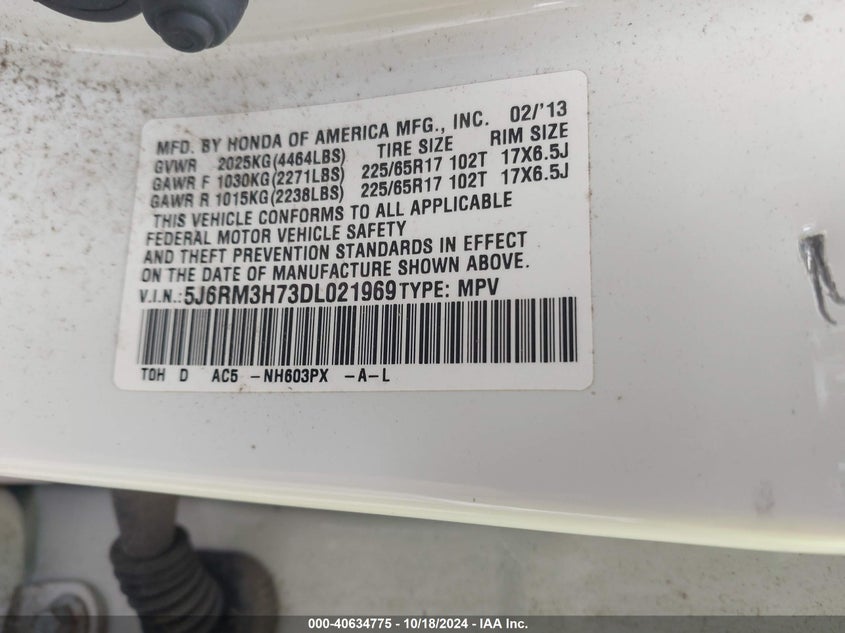 MFD. BY HONDA OF AMERICA MFG., INC. 02/'13
GVWR 2025KG(4464LBS) TIRE SIZE RIM SIZE
GAWR F 1030KG(2271LBS) 225/65R17 102T 17X6.5J
GAWR R 1015KG(2238LBS) 225/65R17 102T 17X6.5J
THIS VEHICLE CONFORMS TO ALL APPLICABLE
FEDERAL MOTOR VEHICLE SAFETY
AND THEFT PREVENTION STANDARDS IN EFFECT
ON THE DATE OF MANUFACTURE SHOWN ABOVE.
V.I.N.:5J6RM3H73DL021969 TYPE: MPV
TDH D AC5 -NH603PX -A-L
000-40634775 - 10/18/2024 - IAA Inc.